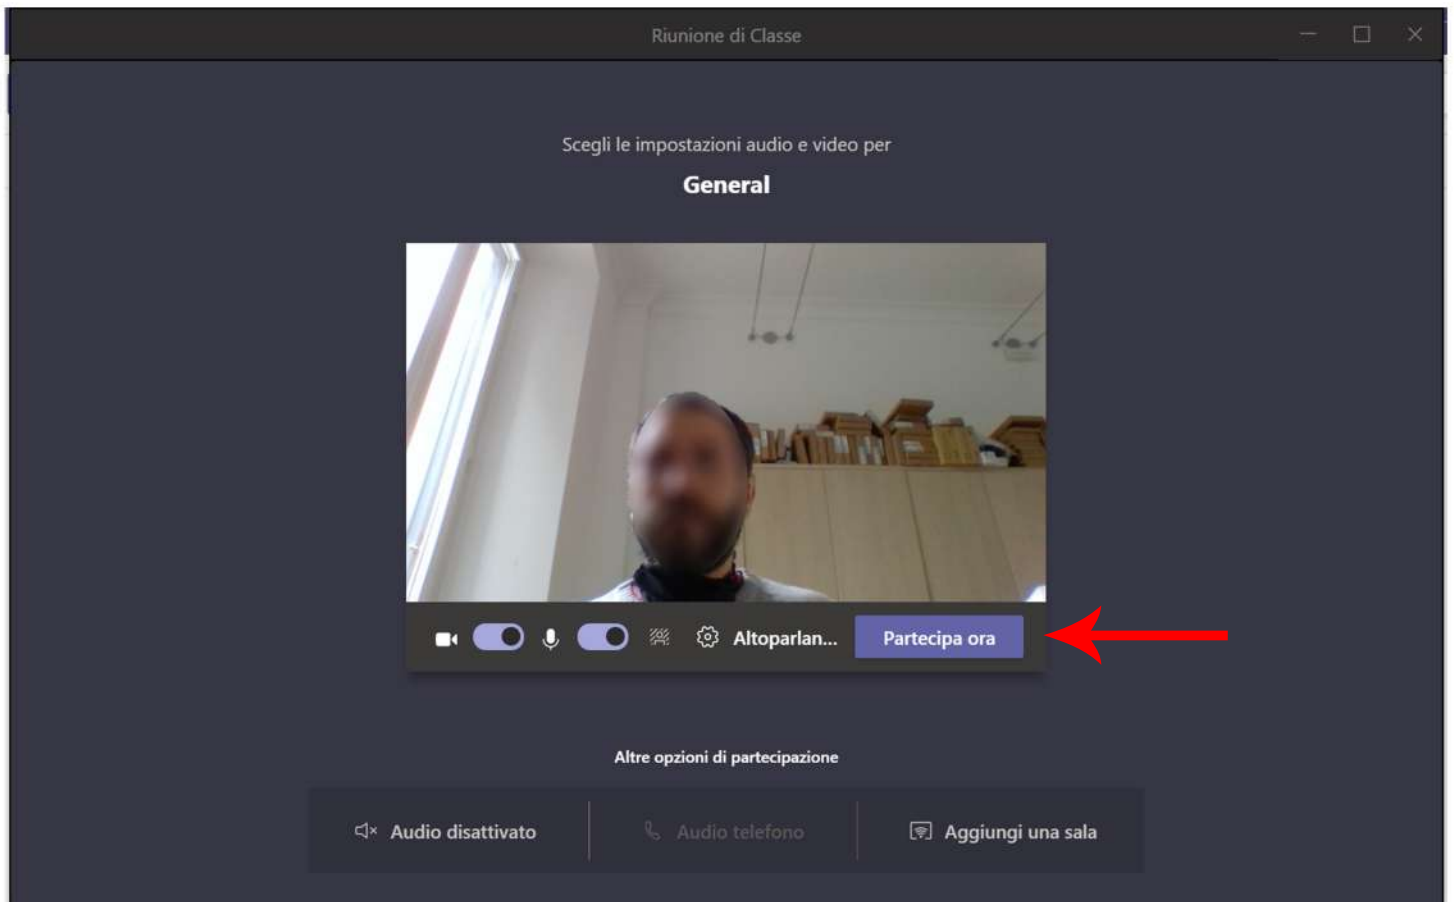 Riunione di Classe
Scegli le impostazioni audio e video per
General
Altoparlan...
Partecipa ora
Altre opzioni di partecipazione
Audio disattivato
Audio telefono
Aggiungi una sala